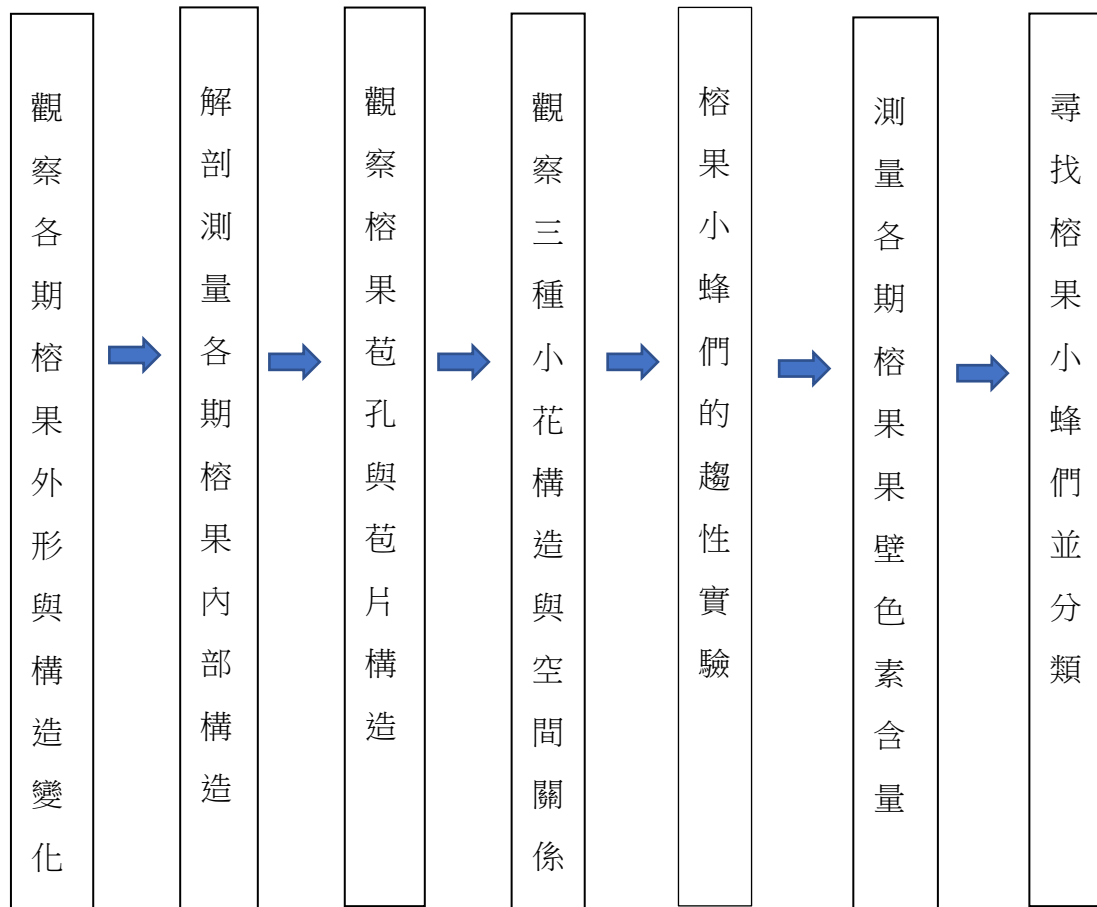 觀察各期榕果外形與構造變化
解剖測量各期榕果內部構造
觀察榕果苞孔與苞片構造
觀察三種小花構造與空間關係
榕果小蜂們的趨性實驗
測量各期榕果果壁色素含量
尋找榕果小蜂們並分類